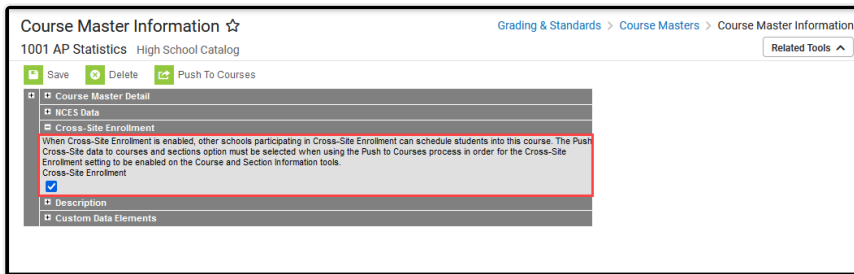 Course Master Information
Grading & Standards > Course Masters > Course Master Information
1001 AP Statistics High School Catalog
Related Tools
Save Delete Push To Courses
Course Master Detail
NCES Data
Cross-Site Enrollment
When Cross-Site Enrollment is enabled, other schools participating in Cross-Site Enrollment can schedule students into this course. The Push
Cross-Site data to courses and sections option must be selected when using the Push to Courses process in order for the Cross-Site
Enrollment setting to be enabled on the Course and Section Information tools.
Cross-Site Enrollment
Description
Custom Data Elements